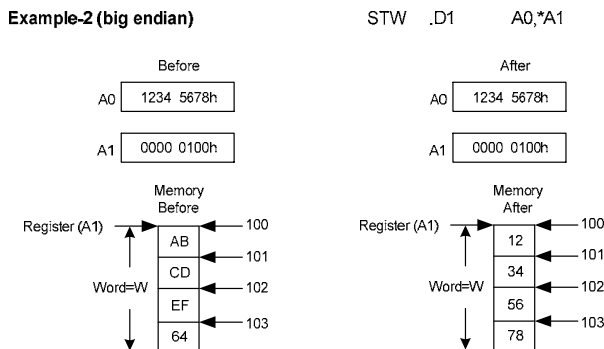 Example-2 (big endian) STW .D1 A0,*A1
Before After
A0 1234 5678h A0 1234 5678h
A1 0000 0100h A1 0000 0100h
Memory Before
Register (A1) 100
AB
101
CD
Word=W 102
EF
103
64
Memory After
Register (A1) 100
12
101
34
Word=W 102
56
103
78